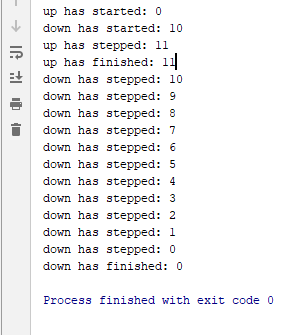 up has started: 0
down has started: 10
up has stepped: 11
up has finished: 11
down has stepped: 10
down has stepped: 9
down has stepped: 8
down has stepped: 7
down has stepped: 6
down has stepped: 5
down has stepped: 4
down has stepped: 3
down has stepped: 2
down has stepped: 1
down has stepped: 0
down has finished: 0
Process finished with exit code 0